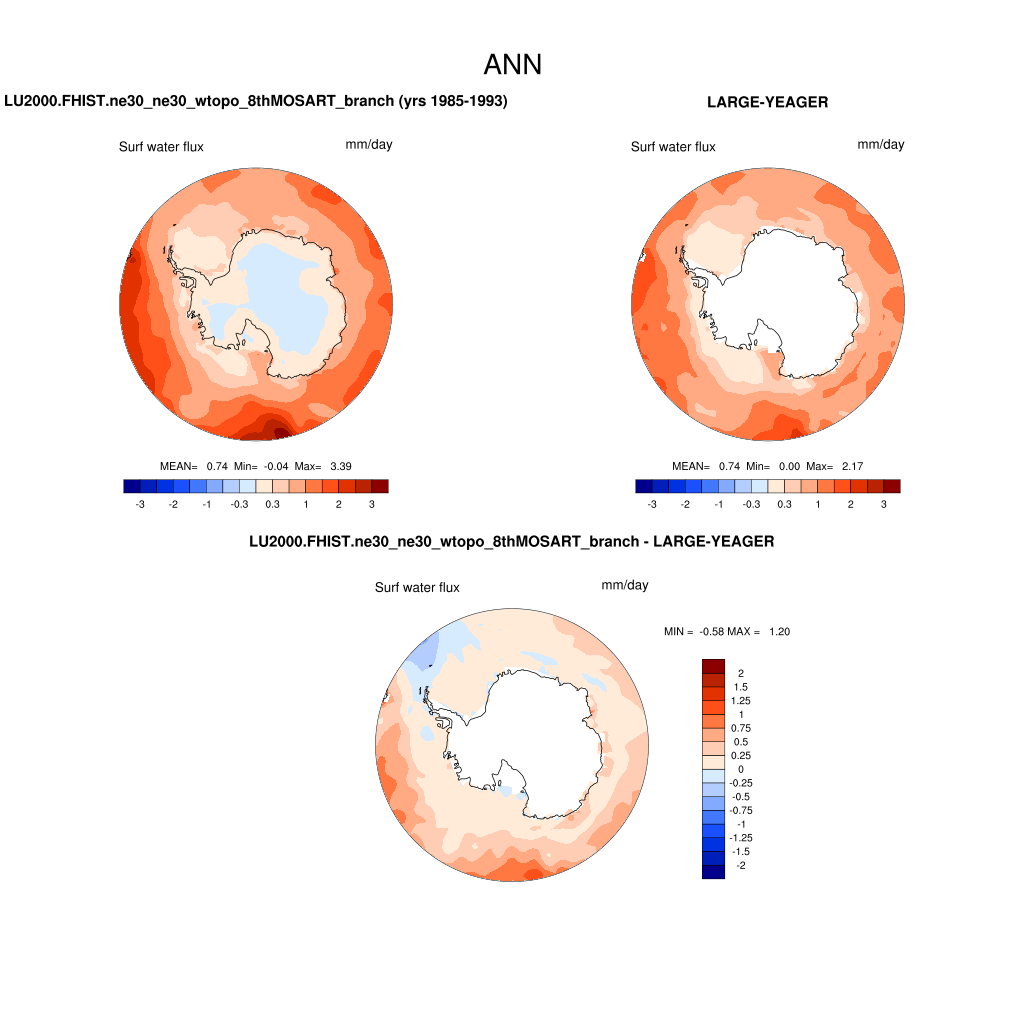 ANN
LU2000.FHIST.ne30_ne30_wtopo_8thMOSART_branch (yrs 1985-1993)
LARGE-YEAGER
Surf water flux mm/day
Surf water flux mm/day
MEAN= 0.74 Min= -0.04 Max= 3.39
MEAN= 0.74 Min= 0.00 Max= 2.17
-3 -2 -1 -0.3 0.3 1 2 3
-3 -2 -1 -0.3 0.3 1 2 3
LU2000.FHIST.ne30_ne30_wtopo_8thMOSART_branch - LARGE-YEAGER
Surf water flux mm/day
MIN = -0.58 MAX = 1.20
2
1.5
1.25
1
0.75
0.5
0.25
0
-0.25
-0.5
-0.75
-1
-1.25
-1.5
-2